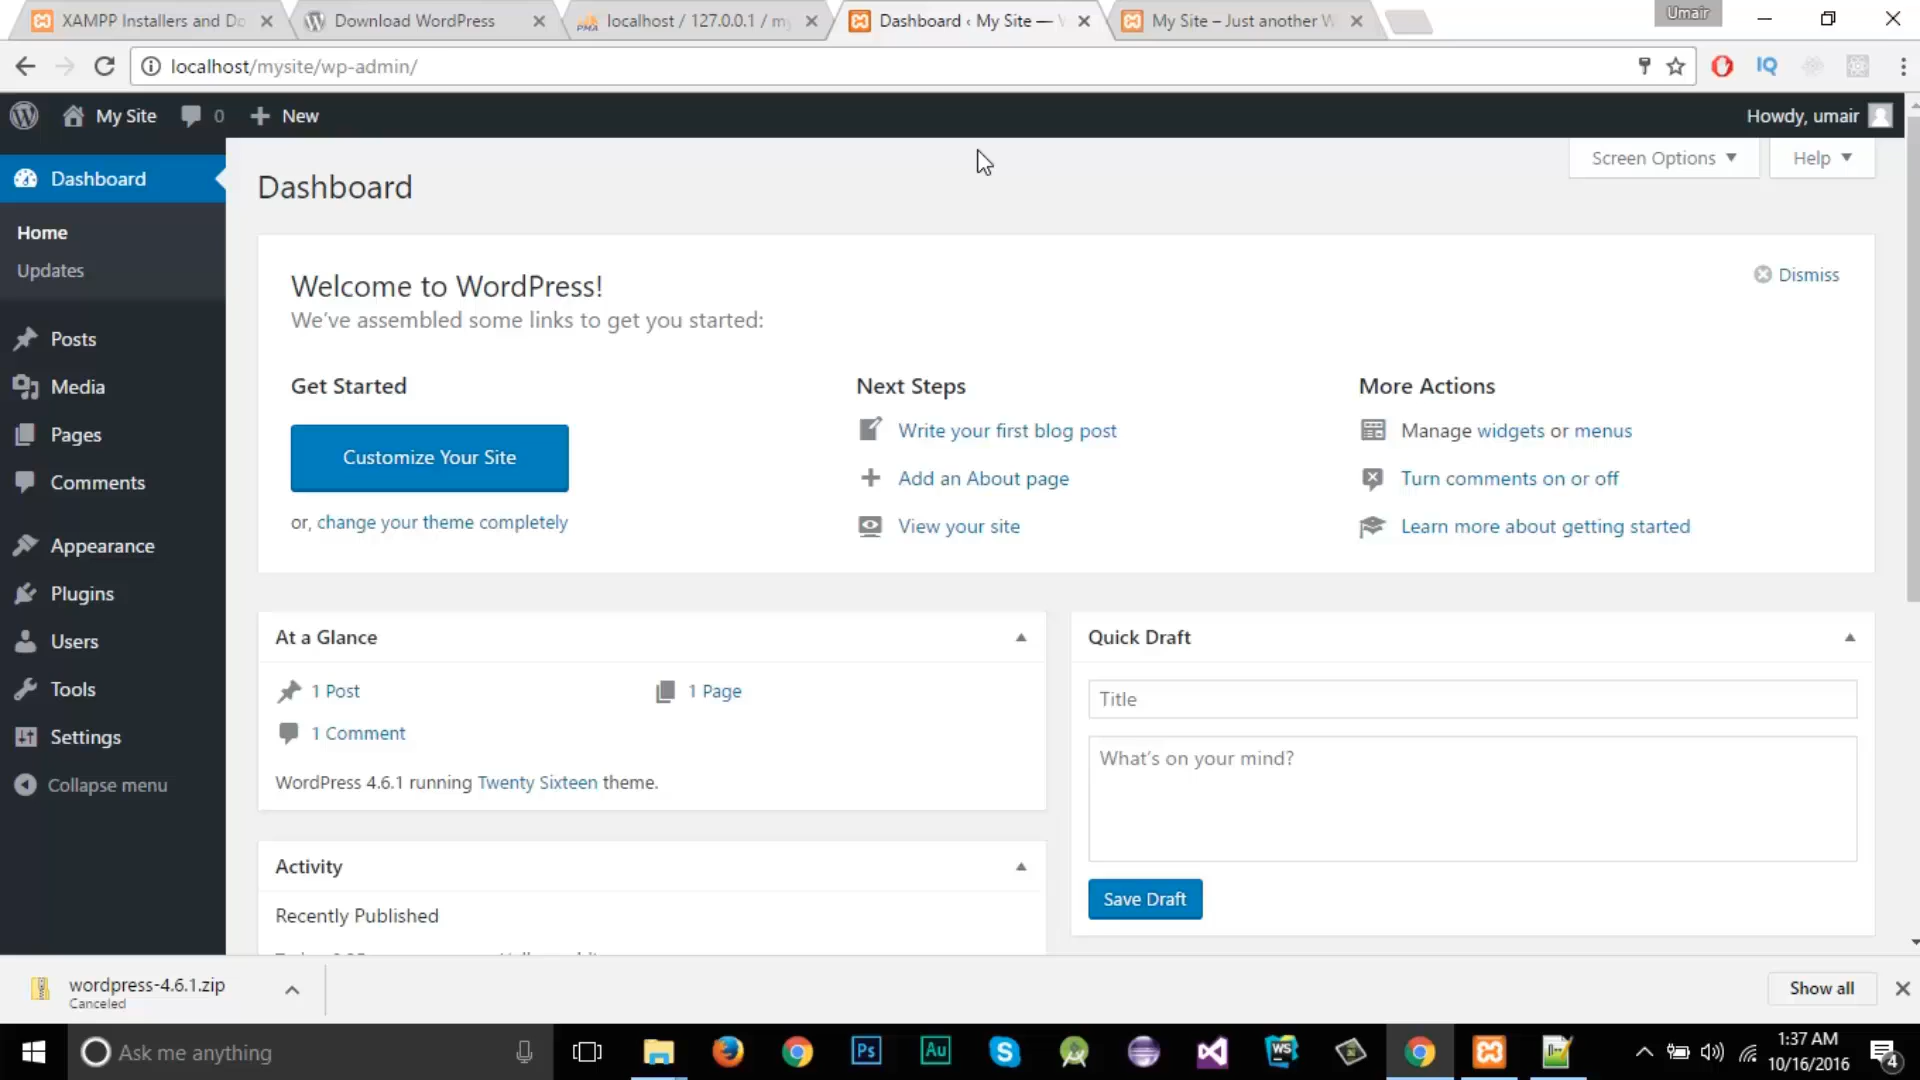 XAMPP Installers and Do
Download WordPress
localhost / 127.0.0.1 / my
Dashboard ‹ My Site —
My Site – Just another W
Umair
localhost/mysite/wp-admin/
IQ
My Site
0
New
Howdy, umair
Dashboard
Home
Updates
Posts
Media
Pages
Comments
Appearance
Plugins
Users
Tools
Settings
Collapse menu
Screen Options
Help
Dashboard
Welcome to WordPress!
We've assembled some links to get you started:
Dismiss
Get Started
Customize Your Site
or, change your theme completely
Next Steps
Write your first blog post
Add an About page
View your site
More Actions
Manage widgets or menus
Turn comments on or off
Learn more about getting started
At a Glance
1 Post
1 Page
1 Comment
WordPress 4.6.1 running Twenty Sixteen theme.
Activity
Recently Published
Quick Draft
Title
What's on your mind?
Save Draft
wordpress-4.6.1.zip
Canceled
Show all
Ask me anything
Ps
Au
WS
1:37 AM
10/16/2016
4